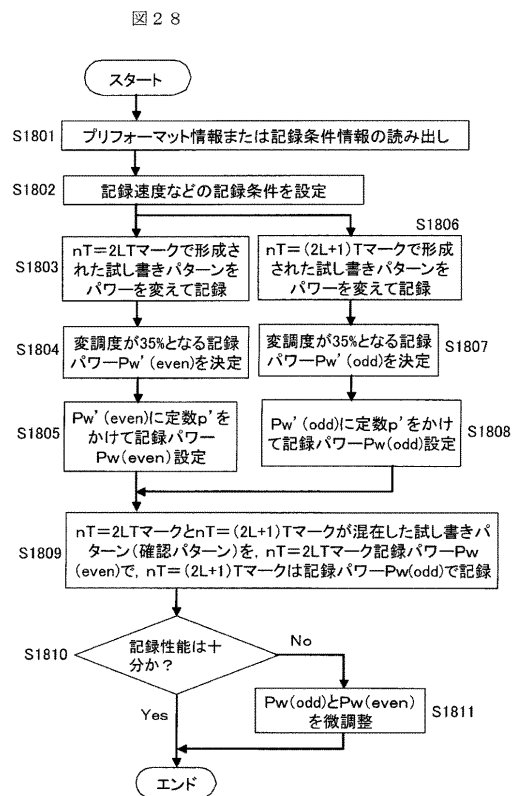 図28
スタート
S1801
プリフォーマット情報または記録条件情報の読み出し
S1802
記録速度などの記録条件を設定
S1803
nT=2LTマークで形成さ
れた試し書きパターンを
パワーを変えて記録
S1806
nT=(2L+1)Tマークで形
成された試し書きパターンを
パワーを変えて記録
S1804
変調度が35%となる記録
パワーPw'(even)を決定
変調度が35%となる記録
パワーPw'(odd)を決定
S1807
S1805
Pw'(even)に定数p'を
かけて記録パワー
Pw(even)設定
Pw'(odd)に定数p'をかけ
て記録パワーPw(odd)設定
S1808
S1809
nT=2LTマークとnT=(2L+1)Tマークが混在した試し書きパ
ターン(確認パターン)を, nT=2LTマーク記録パワーPw
(even)で, nT=(2L+1)Tマークは記録パワーPw(odd)で記録
S1810
記録性能は十
分か?
No
Yes
Pw(odd)とPw(even)
を微調整
S1811
エンド